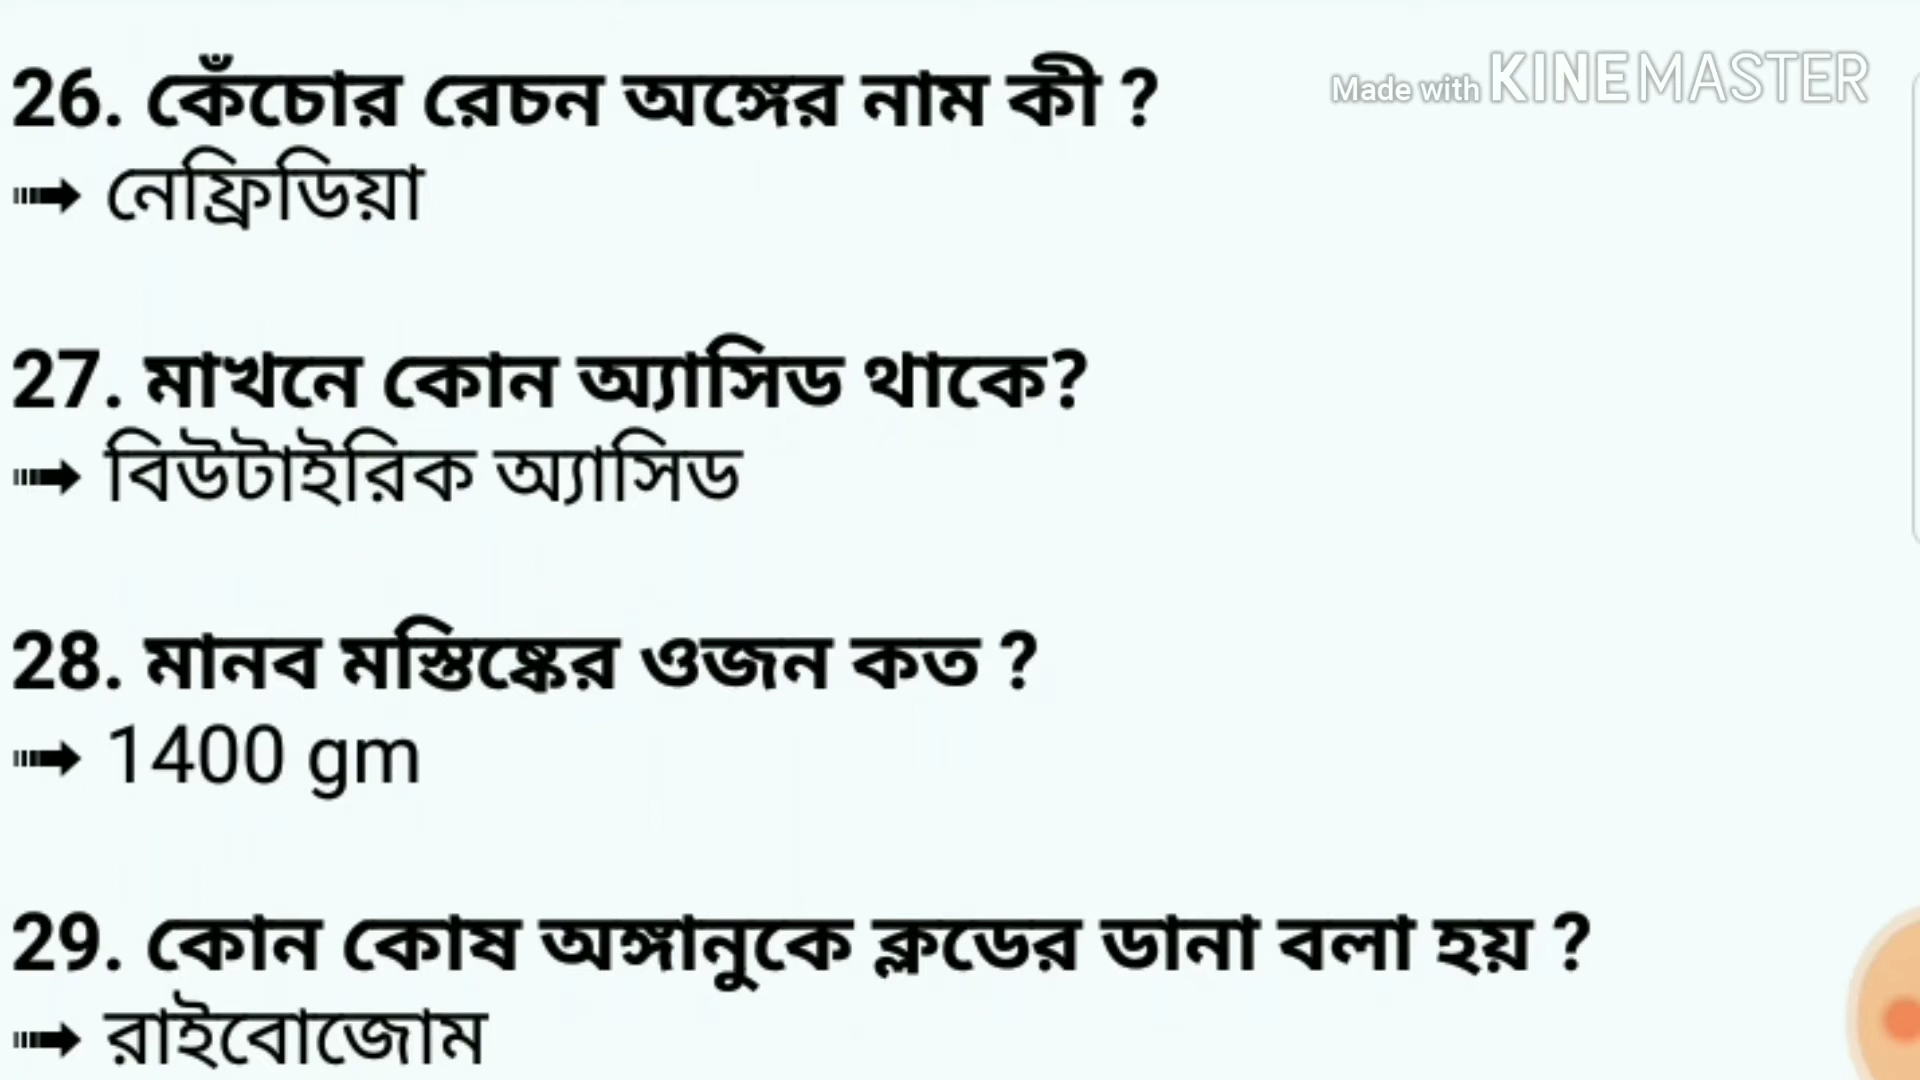 26. কেঁচোর রেচন অঙ্গের নাম কী ?
Made with KINEMASTER
➟ নেফ্রিডিয়া
27. মাখনে কোন অ্যাসিড থাকে?
➟ বিউটাইরিক অ্যাসিড
28. মানব মস্তিষ্কের ওজন কত ?
➟ 1400 gm
29. কোন কোষ অঙ্গানুকে ক্লডের ডানা বলা হয় ?
➟ রাইবোজোম